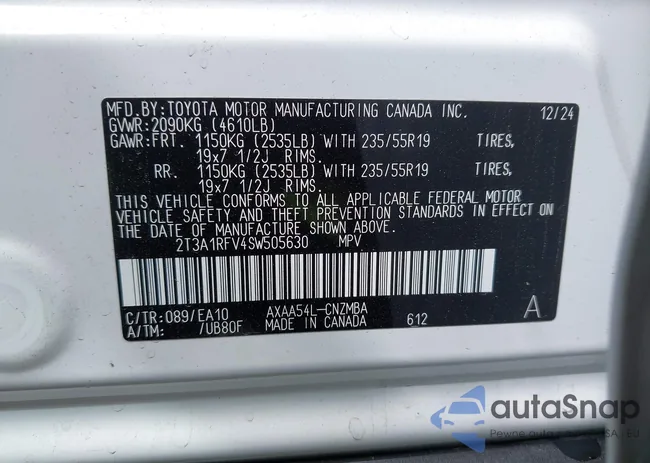 MFD.BY:TOYOTA MOTOR MANUFACTURING CANADA INC. 12/24
GVWR:2090KG (4610LB)
GAWR:FRT. 1150KG (2535LB) WITH 235/55R19 TIRES,
19x7 1/2J RIMS.
RR. 1150KG (2535LB) WITH 235/55R19 TIRES,
19x7 1/2J RIMS.
THIS VEHICLE CONFORMS TO ALL APPLICABLE FEDERAL MOTOR
VEHICLE SAFETY AND THEFT PREVENTION STANDARDS IN EFFECT ON
THE DATE OF MANUFACTURE SHOWN ABOVE.
2T3A1RFV4SW505630 MPV
C/TR:089/EA10 AXAA54L-CNZMBA A
A/TM: /UB80F MADE IN CANADA 612
autoSnap
Pewne auto